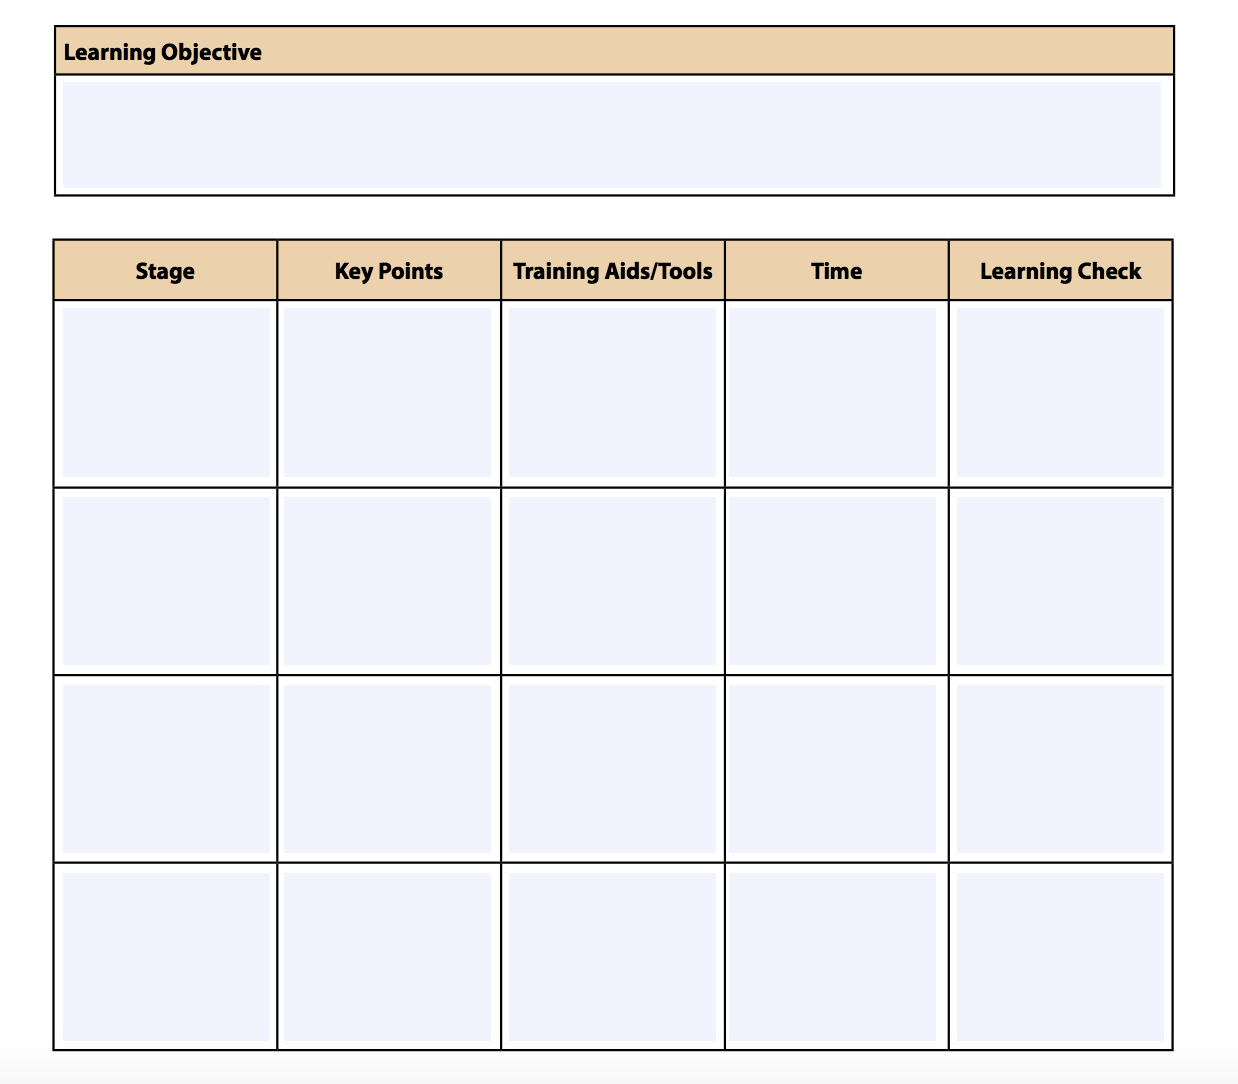 Learning Objective
Stage
Key Points
Training Aids/Tools
Time
Learning Check